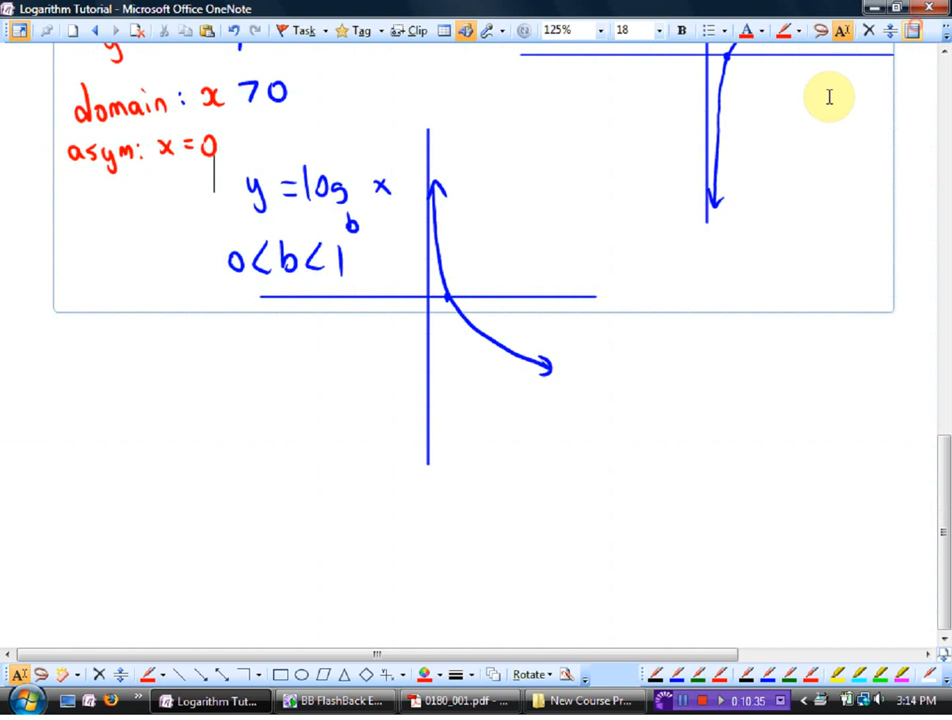 Logarithm Tutorial - Microsoft Office OneNote
Task Tag Clip 125% 18 B A
y
domain: x > 0
asym: x = 0
y = log_b x
0 < b < 1
Rotate
Logarithm Tut... BB FlashBack E... 0180_001.pdf - ... New Course Pr... 0:10:35 3:14 PM